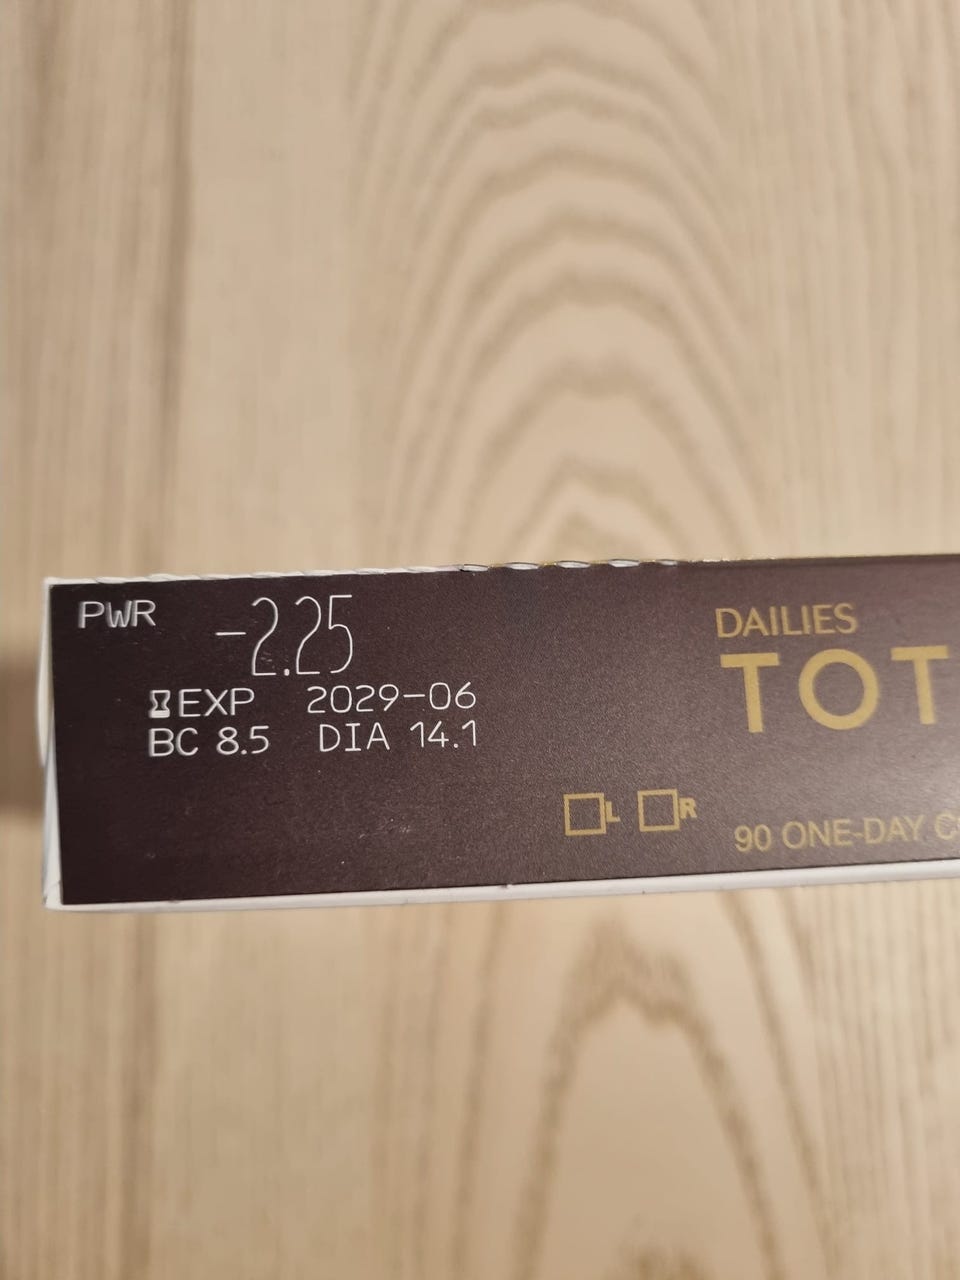 PWR -2.25
EXP 2029-06
BC 8.5 DIA 14.1
DAILIES
TOT
L R
90 ONE-DAY